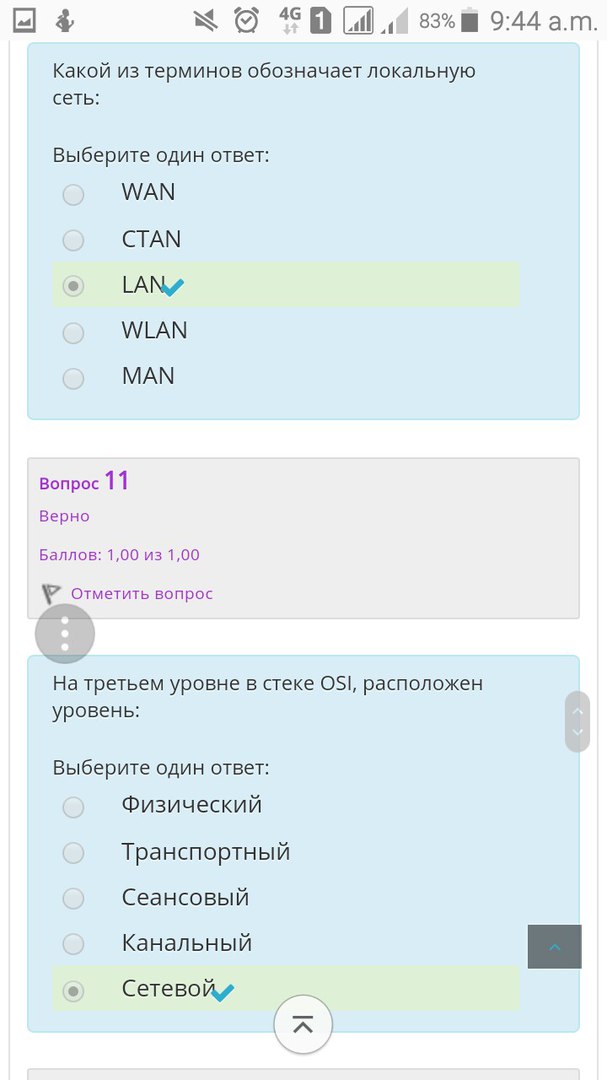 4G 1 83% 9:44 a.m.
Какой из терминов обозначает локальную
сеть:
Выберите один ответ:
WAN
CTAN
LAN
WLAN
MAN
Вопрос 11
Верно
Баллов: 1,00 из 1,00
Отметить вопрос
На третьем уровне в стеке OSI, расположен
уровень:
Выберите один ответ:
Физический
Транспортный
Сеансовый
Канальный
Сетевой